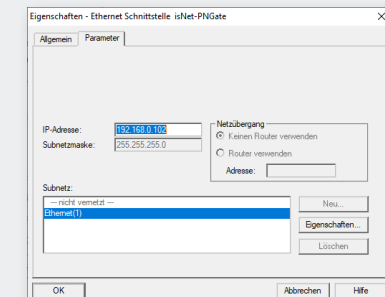 Eigenschaften - Ethernet Schnittstelle isNet-PNGate
Allgemein Parameter
Netzübergang
IP-Adresse: 192.168.0.102
Keinen Router verwenden
Subnetzmaske: 255.255.255.0
Router verwenden
Adresse:
Subnetz:
--- nicht vernetzt ---
Neu...
Ethernet(1)
Eigenschaften...
Löschen
OK Abbrechen Hilfe